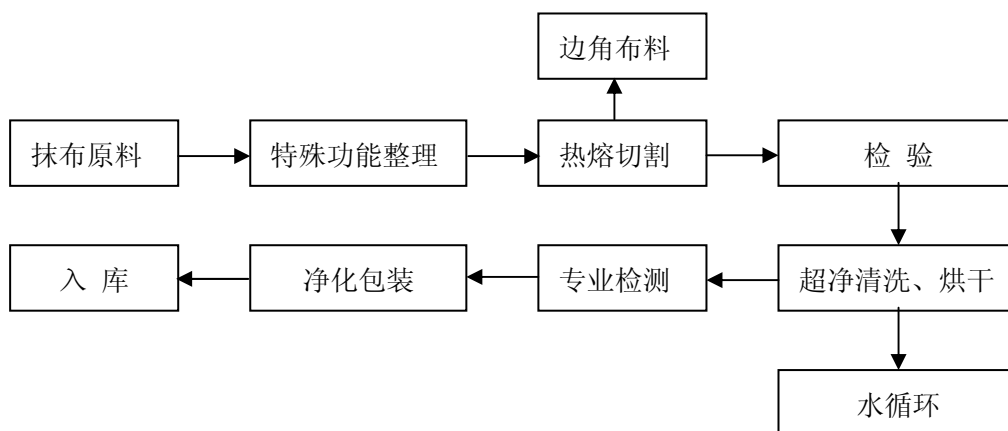 边角布料
抹布原料
特殊功能整理
热熔切割
检 验
入 库
净化包装
专业检测
超净清洗、烘干
水循环